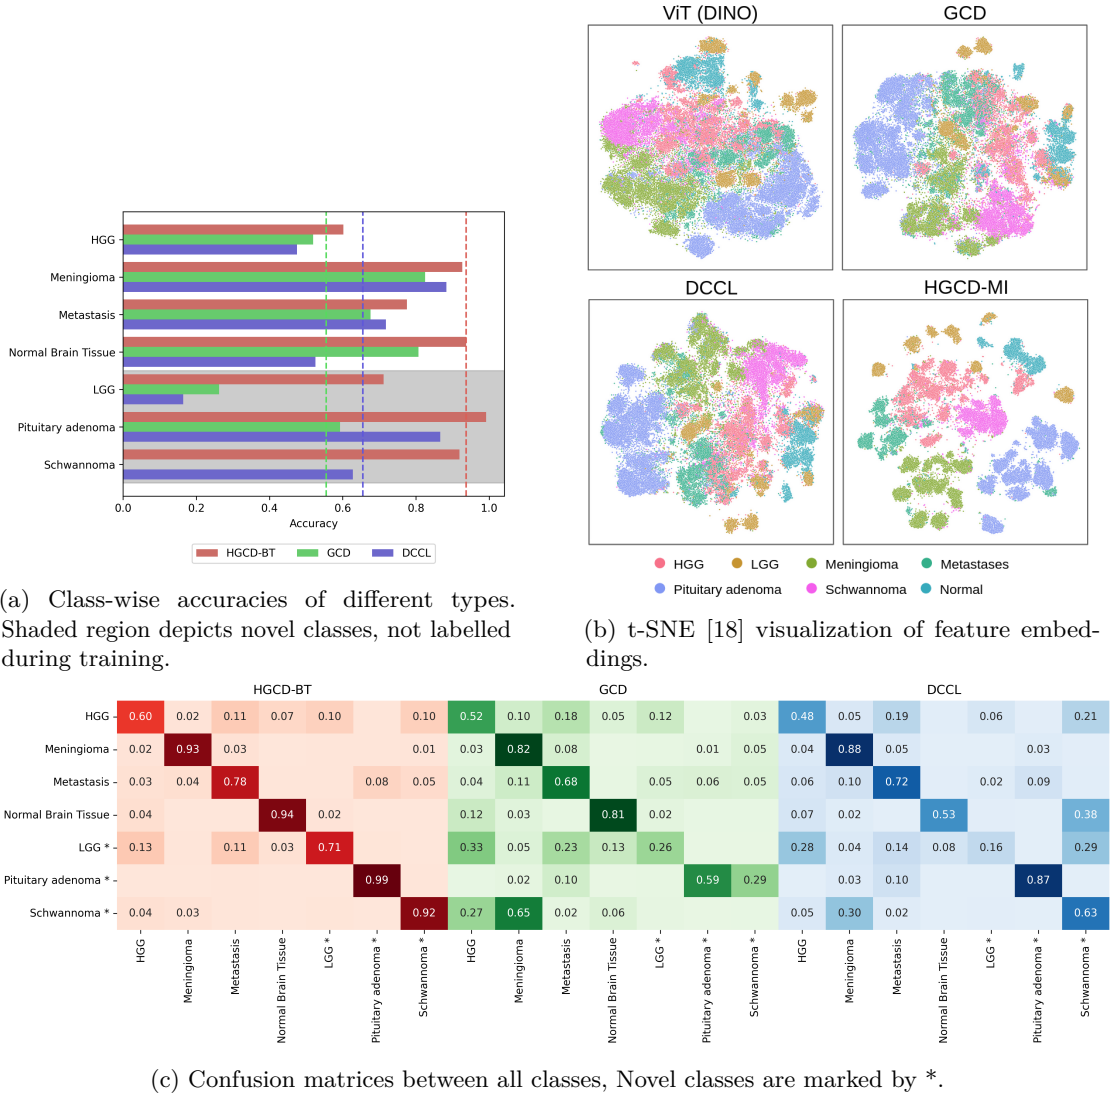 ViT (DINO) GCD
DCCL HGCD-MI
HGG
Meningioma
Metastasis
Normal Brain Tissue
LGG
Pituitary adenoma
Schwannoma
0.0 0.2 0.4 0.6 0.8 1.0
Accuracy
HGCD-BT GCD DCCL
HGG LGG Meningioma Metastases
Pituitary adenoma Schwannoma Normal
(a) Class-wise accuracies of different types.
Shaded region depicts novel classes, not labelled
during training.
(b) t-SNE [18] visualization of feature embed-
dings.
HGCD-BT GCD DCCL
HGG 0.60 0.02 0.11 0.07 0.10 0.10 0.52 0.10 0.18 0.05 0.12 0.03 0.48 0.05 0.19 0.06 0.21
Meningioma 0.02 0.93 0.03 0.01 0.03 0.82 0.08 0.01 0.05 0.04 0.88 0.05 0.03
Metastasis 0.03 0.04 0.78 0.08 0.05 0.04 0.11 0.68 0.05 0.06 0.05 0.06 0.10 0.72 0.02 0.09
Normal Brain Tissue 0.04 0.94 0.02 0.12 0.03 0.81 0.02 0.07 0.02 0.53 0.38
LGG * 0.13 0.11 0.03 0.71 0.33 0.05 0.23 0.13 0.26 0.28 0.04 0.14 0.08 0.16 0.29
Pituitary adenoma * 0.99 0.02 0.10 0.59 0.29 0.03 0.10 0.87
Schwannoma * 0.04 0.03 0.92 0.27 0.65 0.02 0.06 0.05 0.30 0.02 0.63
HGG Meningioma Metastasis Normal Brain Tissue LGG * Pituitary adenoma * Schwannoma * HGG Meningioma Metastasis Normal Brain Tissue LGG * Pituitary adenoma * Schwannoma * HGG Meningioma Metastasis Normal Brain Tissue LGG * Pituitary adenoma * Schwannoma *
(c) Confusion matrices between all classes, Novel classes are marked by *.